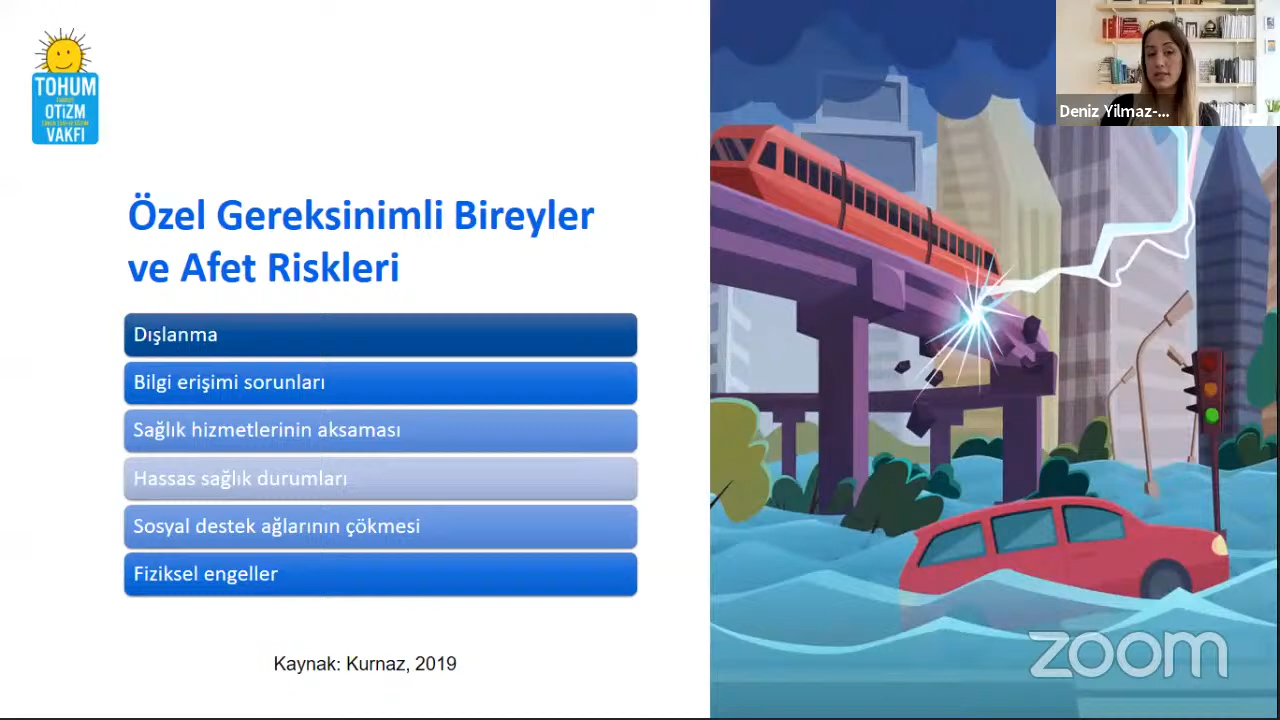 TOHUM
OTİZM
VAKFI
Özel Gereksinimli Bireyler
ve Afet Riskleri
Dışlanma
Bilgi erişimi sorunları
Sağlık hizmetlerinin aksaması
Hassas sağlık durumları
Sosyal destek ağlarının çökmesi
Fiziksel engeller
Kaynak: Kurnaz, 2019
Deniz Yilmaz-...
zoom